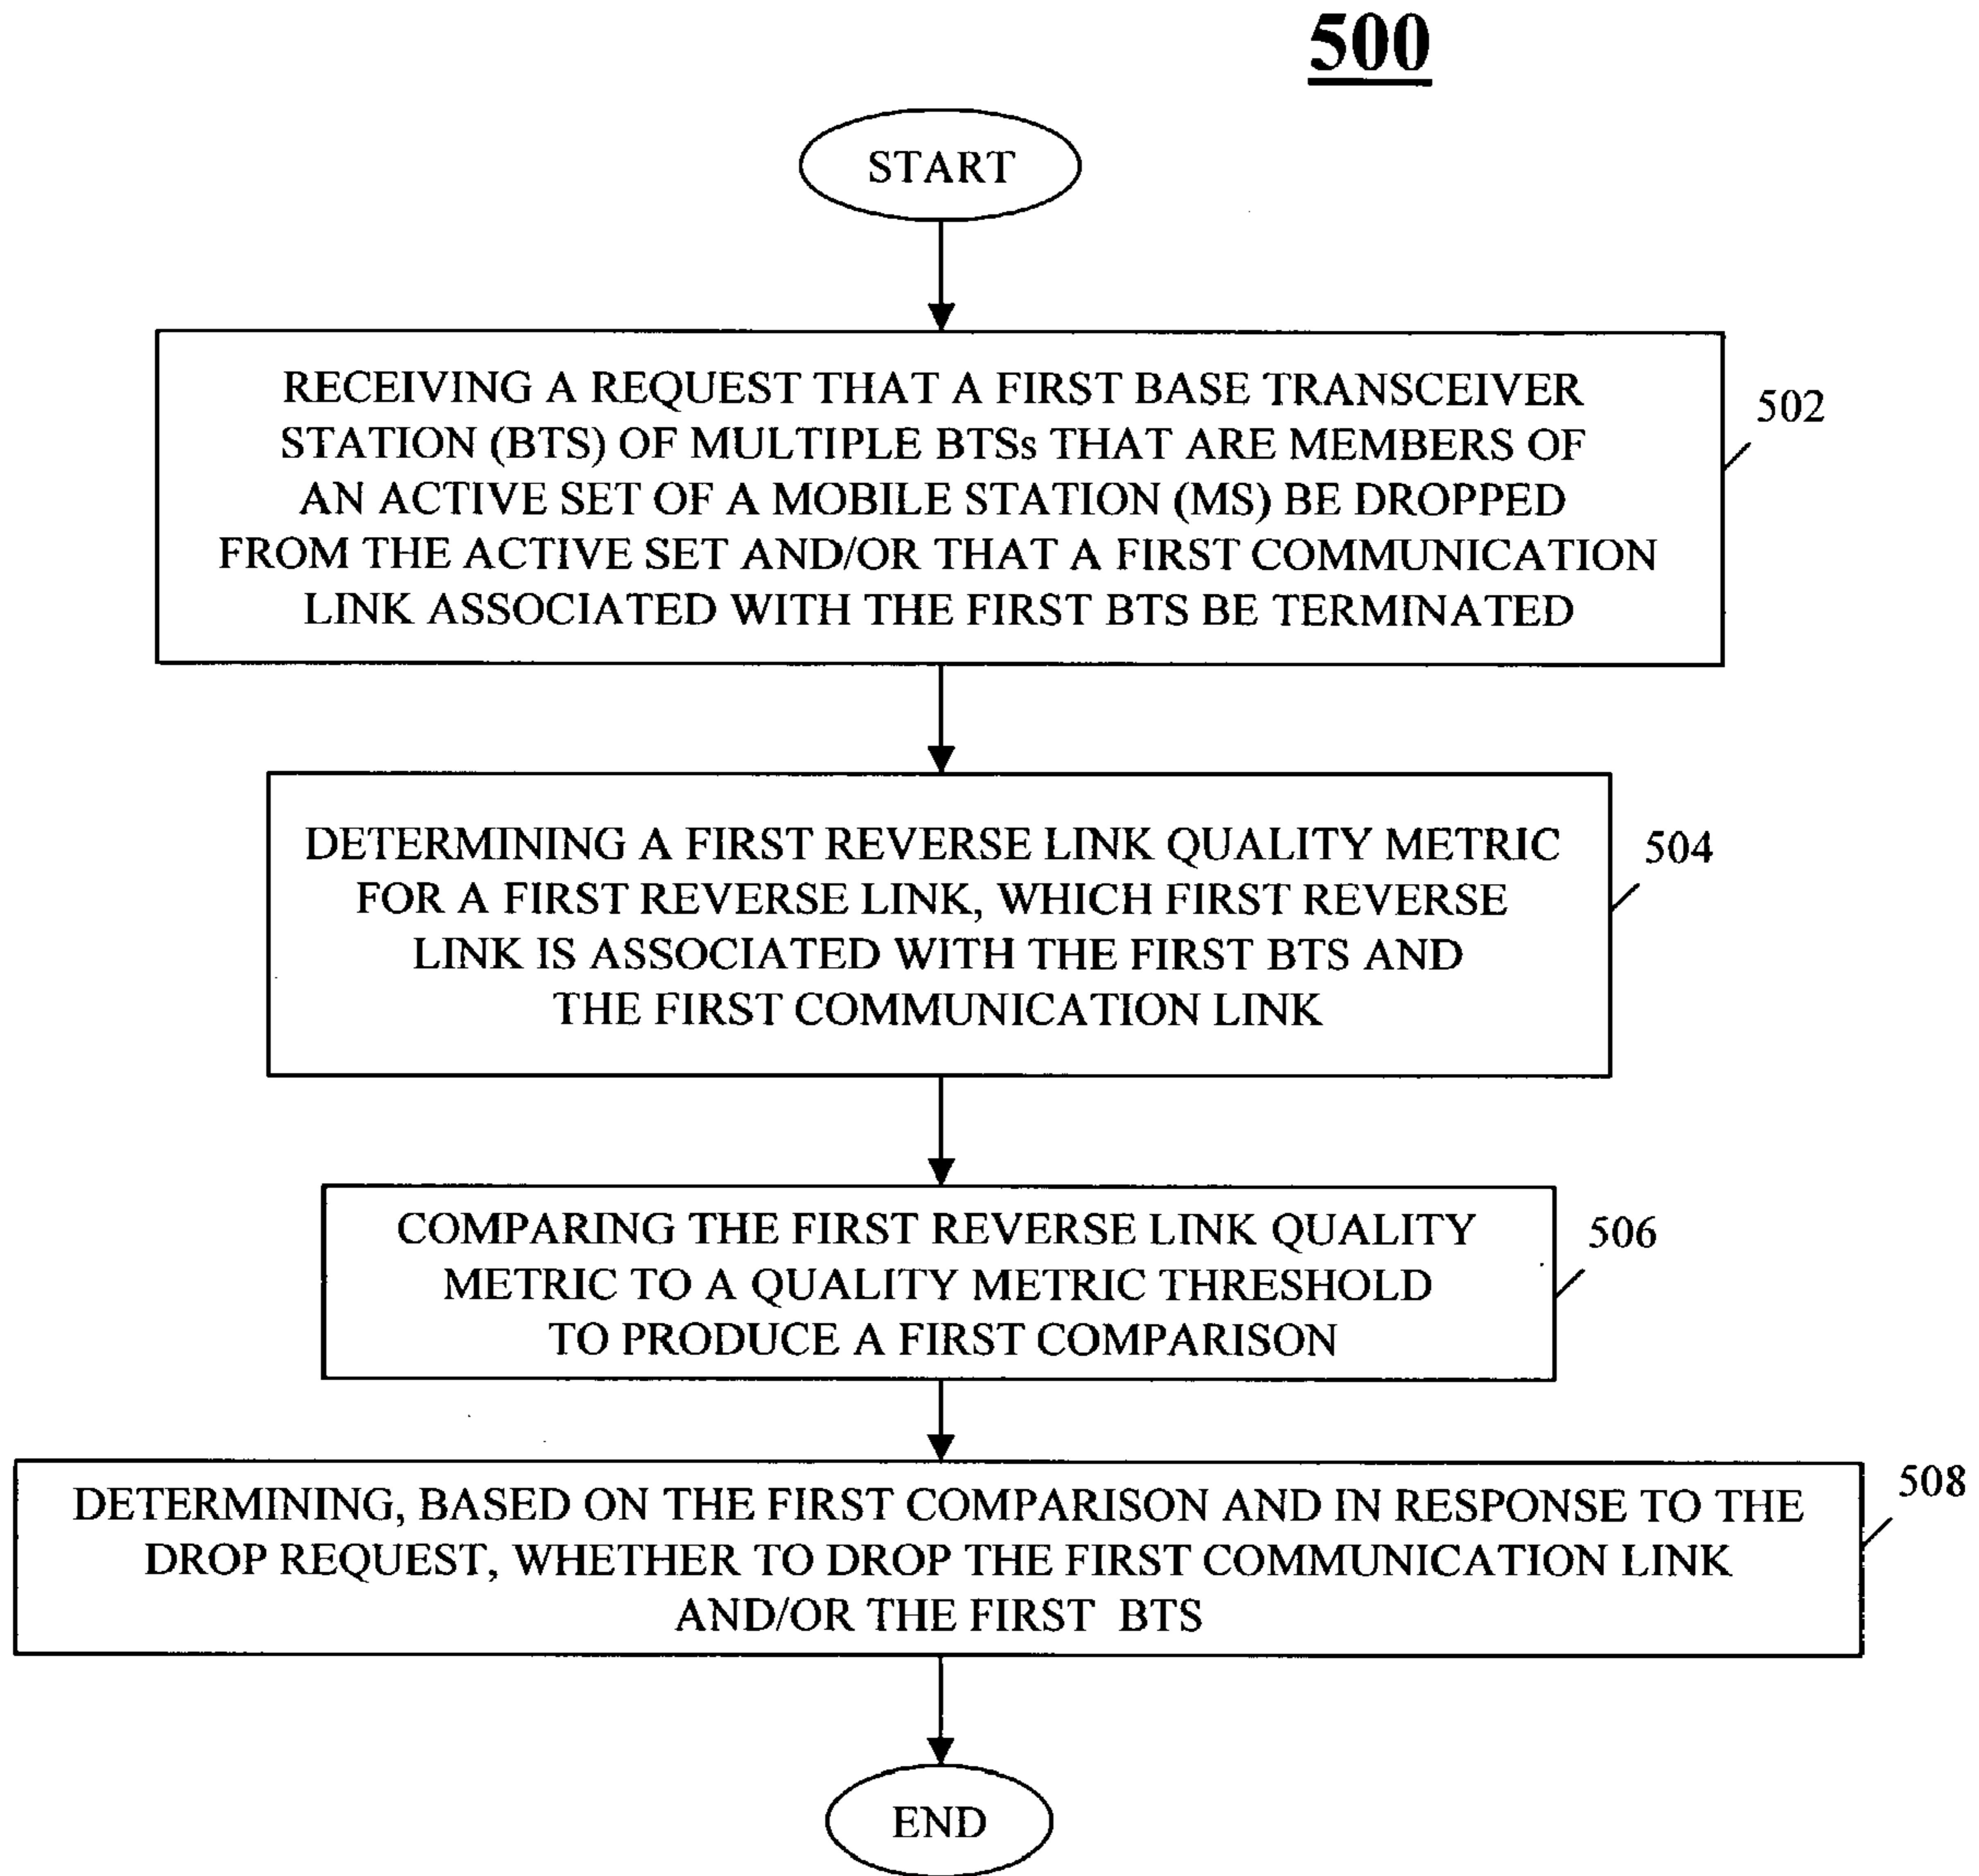 500
START
RECEIVING A REQUEST THAT A FIRST BASE TRANSCEIVER
STATION (BTS) OF MULTIPLE BTSs THAT ARE MEMBERS OF
AN ACTIVE SET OF A MOBILE STATION (MS) BE DROPPED
FROM THE ACTIVE SET AND/OR THAT A FIRST COMMUNICATION
LINK ASSOCIATED WITH THE FIRST BTS BE TERMINATED
502
DETERMINING A FIRST REVERSE LINK QUALITY METRIC
FOR A FIRST REVERSE LINK, WHICH FIRST REVERSE
LINK IS ASSOCIATED WITH THE FIRST BTS AND
THE FIRST COMMUNICATION LINK
504
COMPARING THE FIRST REVERSE LINK QUALITY
METRIC TO A QUALITY METRIC THRESHOLD
TO PRODUCE A FIRST COMPARISON
506
DETERMINING, BASED ON THE FIRST COMPARISON AND IN RESPONSE TO THE
DROP REQUEST, WHETHER TO DROP THE FIRST COMMUNICATION LINK
AND/OR THE FIRST BTS
508
END